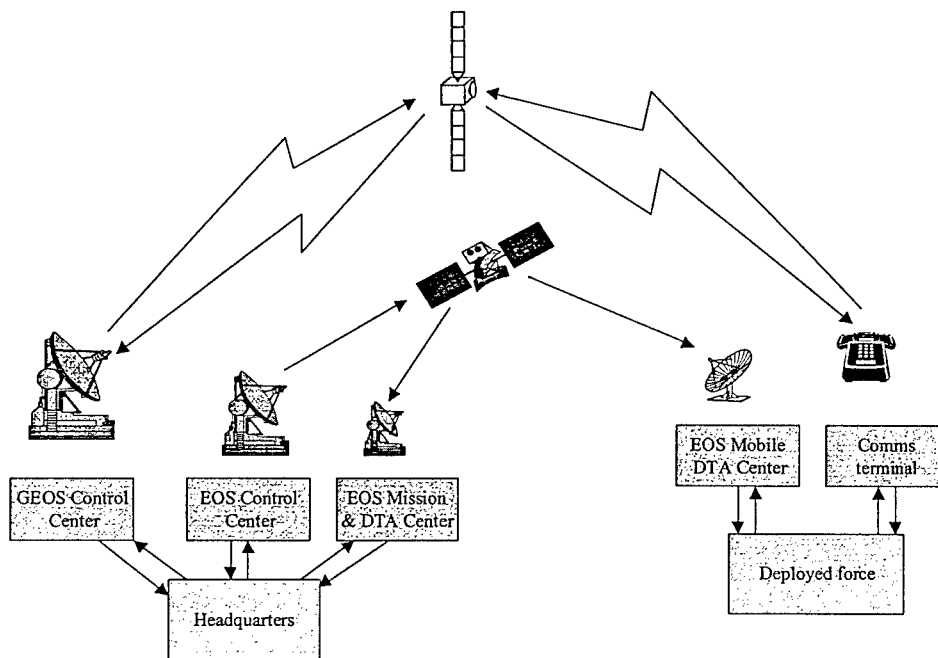 EOS Mobile
DTA Center
Comms
terminal
GEOS Control
Center
EOS Control
Center
EOS Mission
& DTA Center
Deployed force
Headquarters